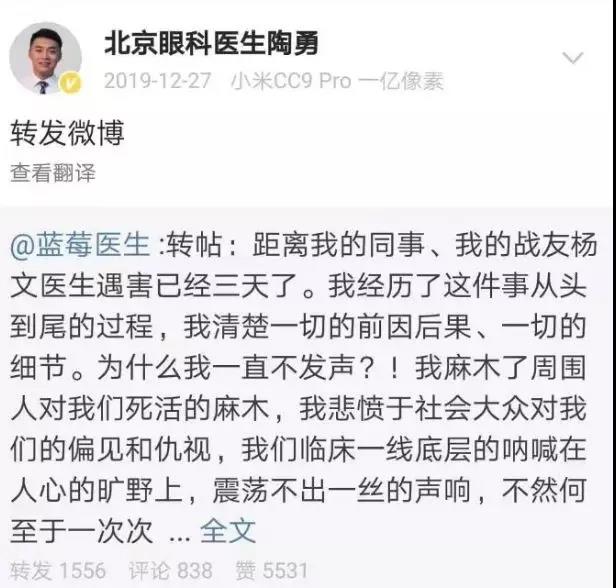 北京眼科医生陶勇
2019-12-27 小米CC9 Pro 一亿像素
转发微博
查看翻译
@蓝莓医生 :转帖：距离我的同事、我的战友杨
文医生遇害已经三天了。我经历了这件事从头
到尾的过程，我清楚一切的前因后果、一切的
细节。为什么我一直不发声？！我麻木了周围
人对我们死活的麻木，我悲愤于社会大众对我
们的偏见和仇视，我们临床一线底层的呐喊在
人心的旷野上，震荡不出一丝的声响，不然何
至于一次次 ... 全文
转发 1556 评论 838 赞 5531